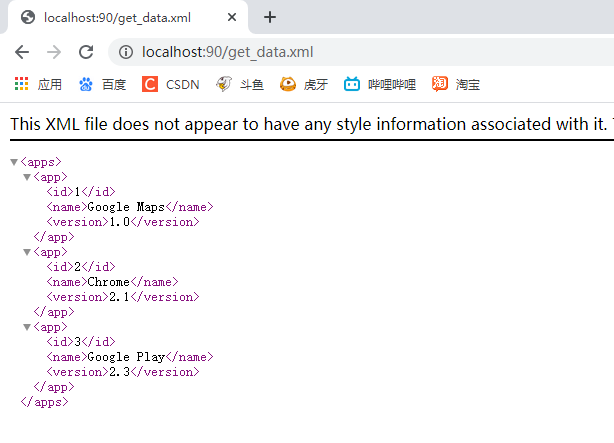 localhost:90/get_data.xml
localhost:90/get_data.xml
应用 百度 CSDN 斗鱼 虎牙 哔哩哔哩 淘宝
This XML file does not appear to have any style information associated with it.
<apps>
<app>
<id>1</id>
<name>Google Maps</name>
<version>1.0</version>
</app>
<app>
<id>2</id>
<name>Chrome</name>
<version>2.1</version>
</app>
<app>
<id>3</id>
<name>Google Play</name>
<version>2.3</version>
</app>
</apps>